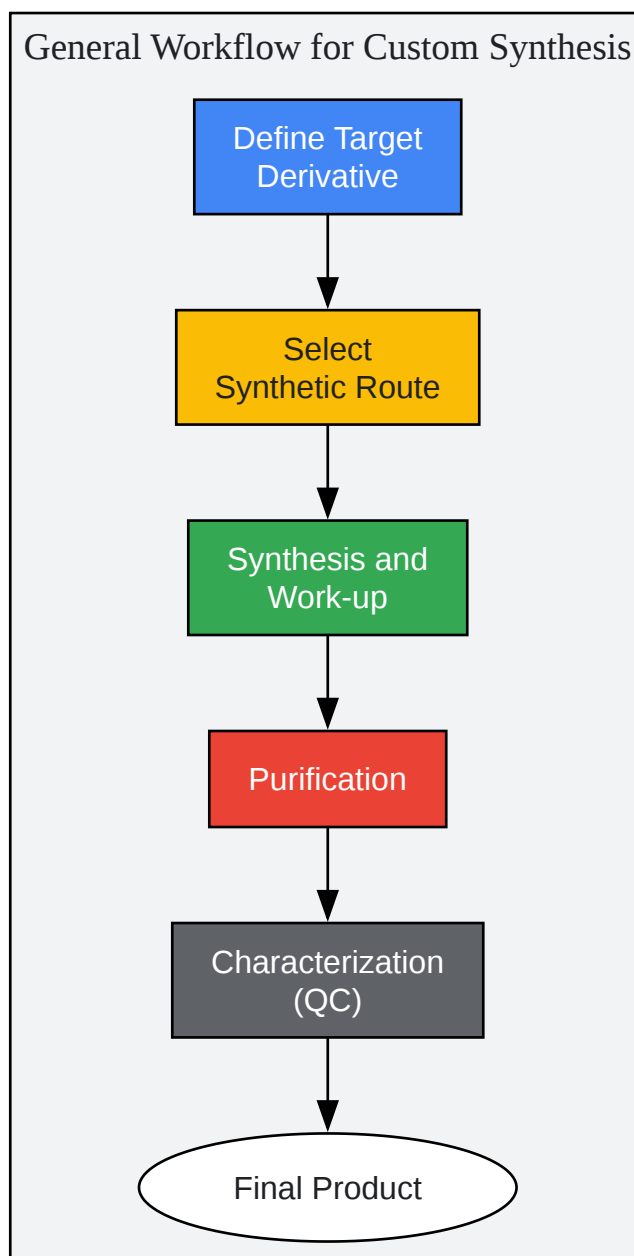 General Workflow for Custom Synthesis
Define Target
Derivative
Select
Synthetic Route
Synthesis and
Work-up
Purification
Characterization
(QC)
Final Product